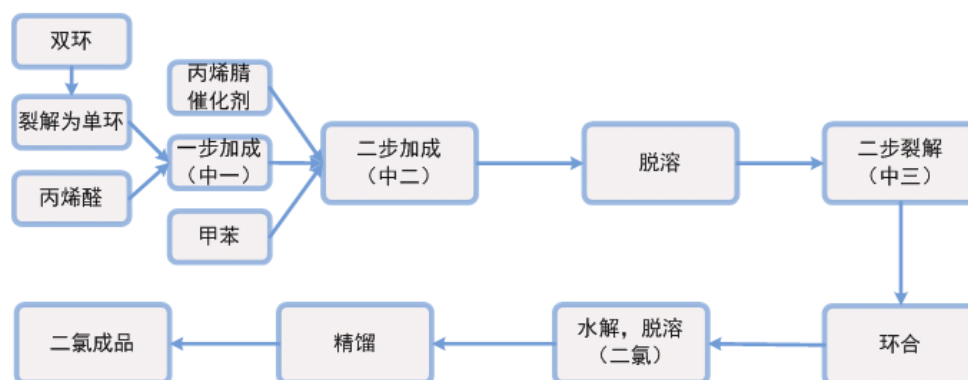 双环
裂解为单环
丙烯醛
丙烯腈
催化剂
一步加成
（中一）
甲苯
二步加成
（中二）
脱溶
二步裂解
（中三）
环合
水解，脱溶
（二氯）
精馏
二氯成品